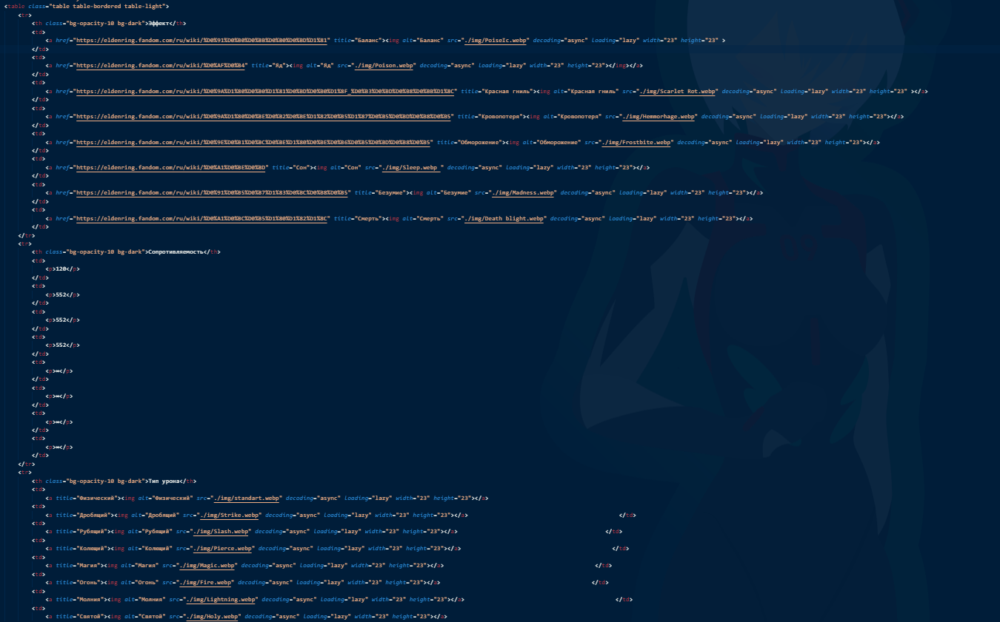 <table class="table table-bordered table-light">
<tr>
<th class="bg-opacity-10 bg-dark">Эффект</th>
<td>
<a href="https://eldenring.fandom.com/ru/wiki/%D0%91%D0%B0%D0%BB%D0%B0%D0%BD%D1%81" title="Баланс"><img alt="Баланс" src="./img/PoiseIc.webp" decoding="async" loading="lazy" width="23" height="23" >
</td>
<td>
<a href="https://eldenring.fandom.com/ru/wiki/%D0%AF%D0%B4" title="Яд"><img alt="Яд" src="./img/Poison.webp" decoding="async" loading="lazy" width="23" height="23"></img></a>
</td>
<td>
<a href="https://eldenring.fandom.com/ru/wiki/%D0%9A%D1%80%D0%B0%D1%81%D0%BD%D0%B0%D1%8F_%D0%B3%D0%BD%D0%B8%D0%BB%D1%8C" title="Красная гниль"><img alt="Красная гниль" src="./img/Scarlet Rot.webp" decoding="async" loading="lazy" width="23" height="23" ></a>
</td>
<td>
<a href="https://eldenring.fandom.com/ru/wiki/%D0%9A%D1%80%D0%BE%D0%B2%D0%BE%D1%82%D0%B5%D1%87%D0%B5%D0%BD%D0%B8%D0%B5" title="Кровопотеря"><img alt="Кровопотеря" src="./img/Hemmorhage.webp" decoding="async" loading="lazy" width="23" height="23"></a>
</td>
<td>
<a href="https://eldenring.fandom.com/ru/wiki/%D0%9E%D0%B1%D0%BC%D0%BE%D1%80%D0%BE%D0%B6%D0%B5%D0%BD%D0%B8%D0%B5" title="Обморожение"><img alt="Обморожение" src="./img/Frostbite.webp" decoding="async" loading="lazy" width="23" height="23"></a>
</td>
<td>
<a href="https://eldenring.fandom.com/ru/wiki/%D0%A1%D0%BE%D0%BD" title="Сон"><img alt="Сон" src="./img/Sleep.webp " decoding="async" loading="lazy" width="23" height="23"></a>
</td>
<td>
<a href="https://eldenring.fandom.com/ru/wiki/%D0%91%D0%B5%D0%B7%D1%83%D0%BC%D0%B8%D0%B5" title="Безумие"><img alt="Безумие" src="./img/Madness.webp" decoding="async" loading="lazy" width="23" height="23"></a>
</td>
<td>
<a href="https://eldenring.fandom.com/ru/wiki/%D0%A1%D0%BC%D0%B5%D1%80%D1%82%D1%8C" title="Смерть"><img alt="Смерть" src="./img/Death blight.webp" decoding="async" loading="lazy" width="23" height="23"></a>
</td>
</tr>
<tr>
<th class="bg-opacity-10 bg-dark">Сопротивляемость</th>
<td>
<p>120</p>
</td>
<td>
<p>552</p>
</td>
<td>
<p>552</p>
</td>
<td>
<p>552</p>
</td>
<td>
<p>∞</p>
</td>
<td>
<p>∞</p>
</td>
<td>
<p>∞</p>
</td>
<td>
<p>∞</p>
</td>
</tr>
<tr>
<th class="bg-opacity-10 bg-dark">Тип урона</th>
<td>
<a title="Физический"><img alt="Физический" src="./img/standart.webp" decoding="async" loading="lazy" width="23" height="23"></a>
<td>
<a title="Дробящий"><img alt="Дробящий" src="./img/Strike.webp" decoding="async" loading="lazy" width="23" height="23"></a> </td>
<td>
<a title="Рубящий"><img alt="Рубящий" src="./img/Slash.webp" decoding="async" loading="lazy" width="23" height="23"></a> </td>
<td>
<a title="Колющий"><img alt="Колющий" src="./img/Pierce.webp" decoding="async" loading="lazy" width="23" height="23"></a> </td>
<td>
<a title="Магия"><img alt="Магия" src="./img/Magic.webp" decoding="async" loading="lazy" width="23" height="23"></a> </td>
<td>
<a title="Огонь"><img alt="Огонь" src="./img/Fire.webp" decoding="async" loading="lazy" width="23" height="23"></a> </td>
<td>
<a title="Молния"><img alt="Молния" src="./img/Lightning.webp" decoding="async" loading="lazy" width="23" height="23"></a> </td>
<td>
<a title="Святой"><img alt="Святой" src="./img/Holy.webp" decoding="async" loading="lazy" width="23" height="23"></a>